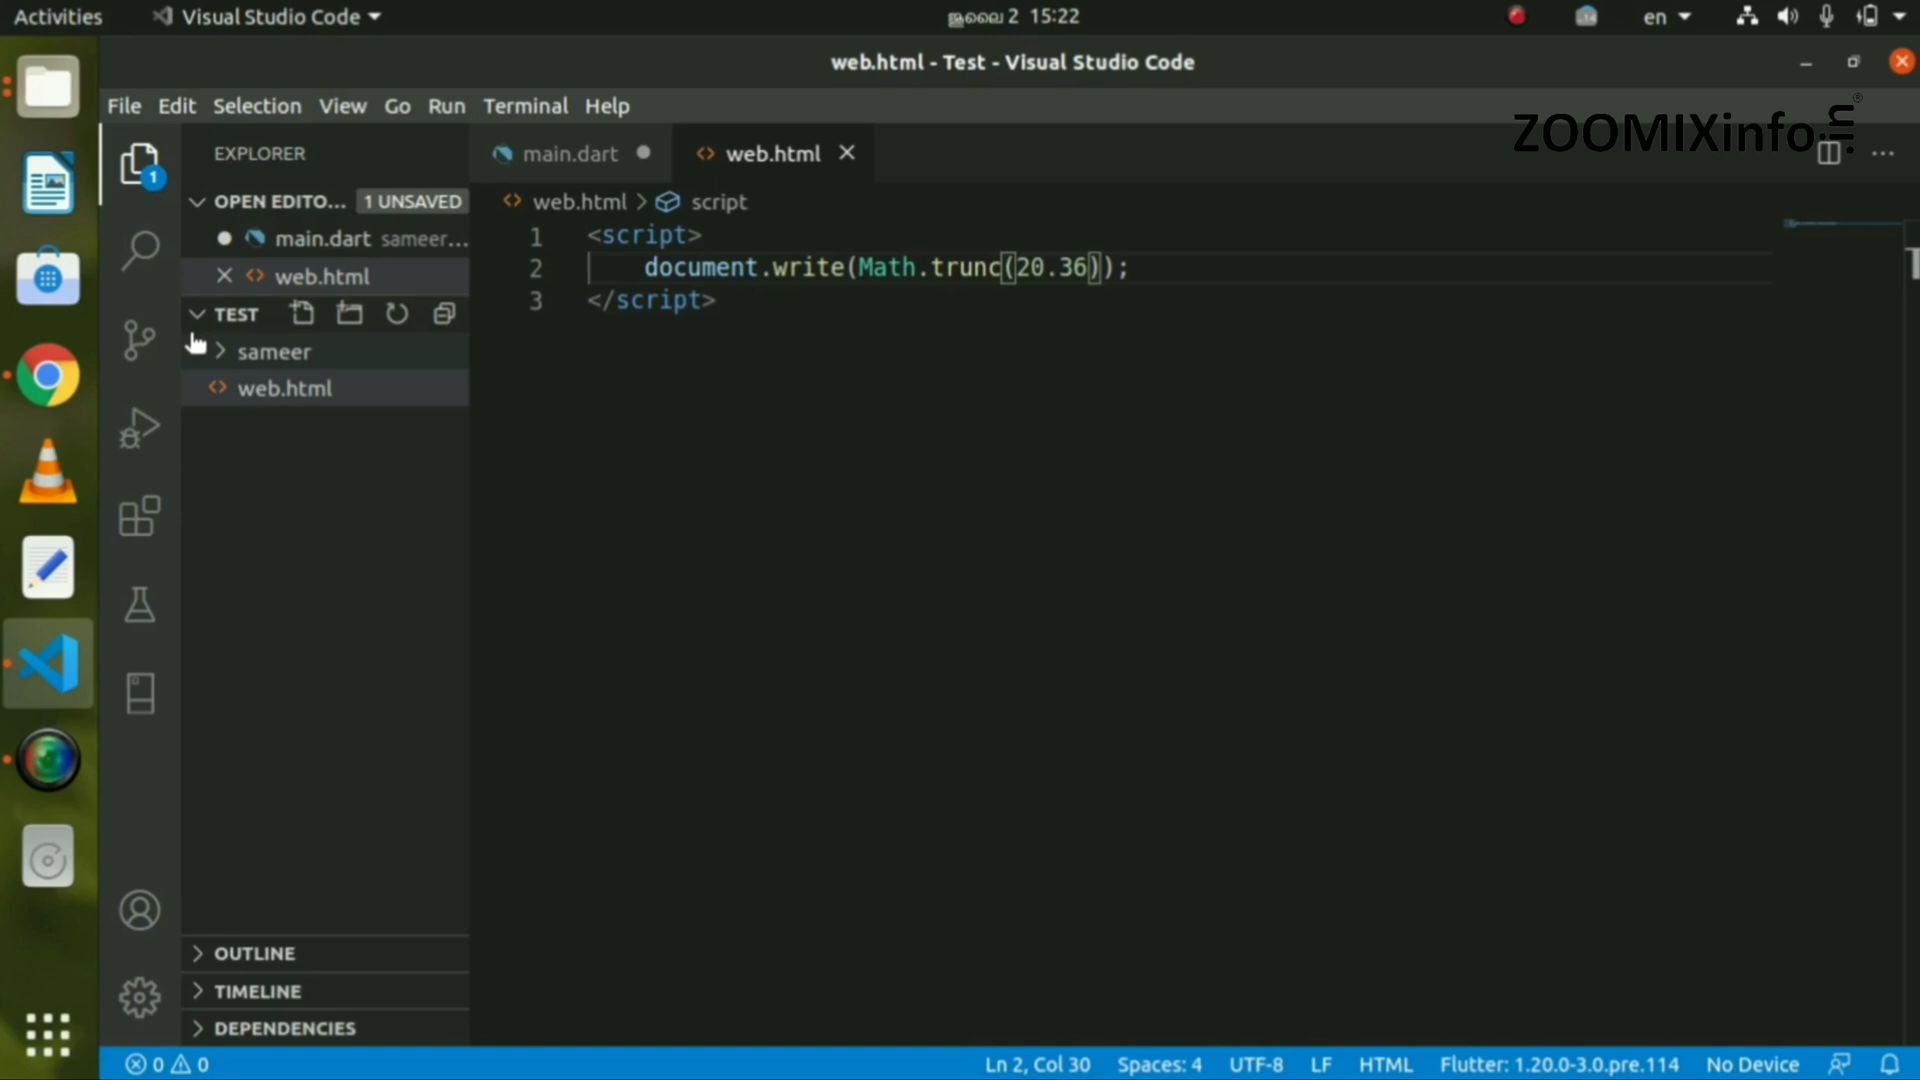 Activities
Visual Studio Code
ജൂലൈ 2 15:22
en
web.html - Test - Visual Studio Code
File Edit Selection View Go Run Terminal Help
ZOOMIXinfo.in
EXPLORER
main.dart
web.html
1
OPEN EDITO... 1 UNSAVED
web.html > script
main.dart sameer...
web.html
TEST
sameer
web.html
1 <script>
2 document.write(Math.trunc(20.36));
3 </script>
OUTLINE
TIMELINE
DEPENDENCIES
0 0
Ln 2, Col 30 Spaces: 4 UTF-8 LF HTML Flutter: 1.20.0-3.0.pre.114 No Device